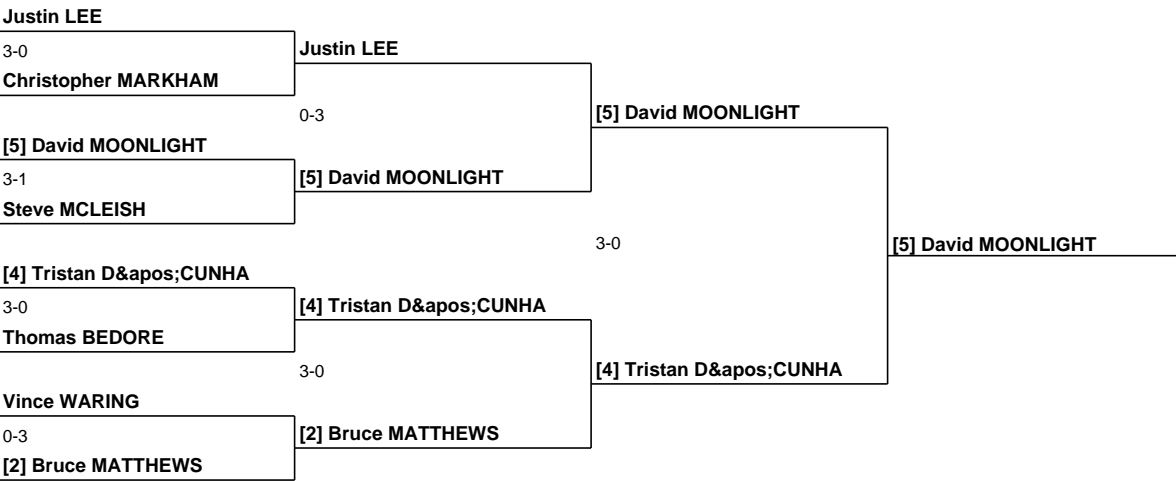 Justin LEE
3-0
Justin LEE
Christopher MARKHAM
0-3
[5] David MOONLIGHT
[5] David MOONLIGHT
3-1
[5] David MOONLIGHT
Steve MCLEISH
3-0
[5] David MOONLIGHT
[4] Tristan D&apos;CUNHA
3-0
[4] Tristan D&apos;CUNHA
Thomas BEDORE
3-0
[4] Tristan D&apos;CUNHA
Vince WARING
0-3
[2] Bruce MATTHEWS
[2] Bruce MATTHEWS